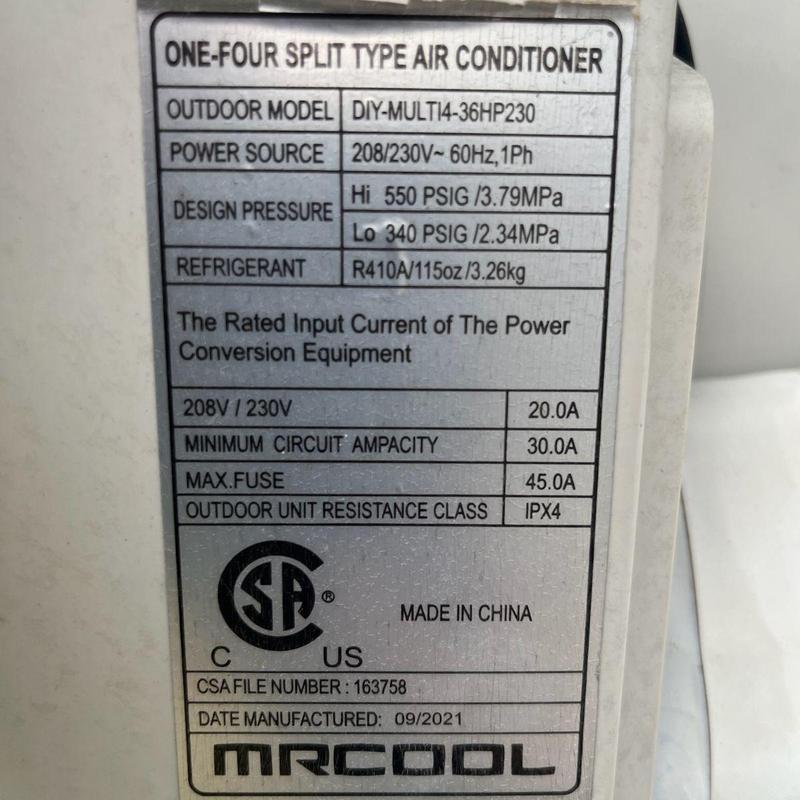 ONE-FOUR SPLIT TYPE AIR CONDITIONER
OUTDOOR MODEL DIY-MULTI4-36HP230
POWER SOURCE 208/230V~ 60Hz,1Ph
DESIGN PRESSURE Hi 550 PSIG /3.79MPa
Lo 340 PSIG /2.34MPa
REFRIGERANT R410A/115oz/3.26kg
The Rated Input Current of The Power
Conversion Equipment
208V / 230V 20.0A
MINIMUM CIRCUIT AMPACITY 30.0A
MAX.FUSE 45.0A
OUTDOOR UNIT RESISTANCE CLASS IPX4
CSA ®
MADE IN CHINA
C US
CSA FILE NUMBER : 163758
DATE MANUFACTURED: 09/2021
MRCOOL